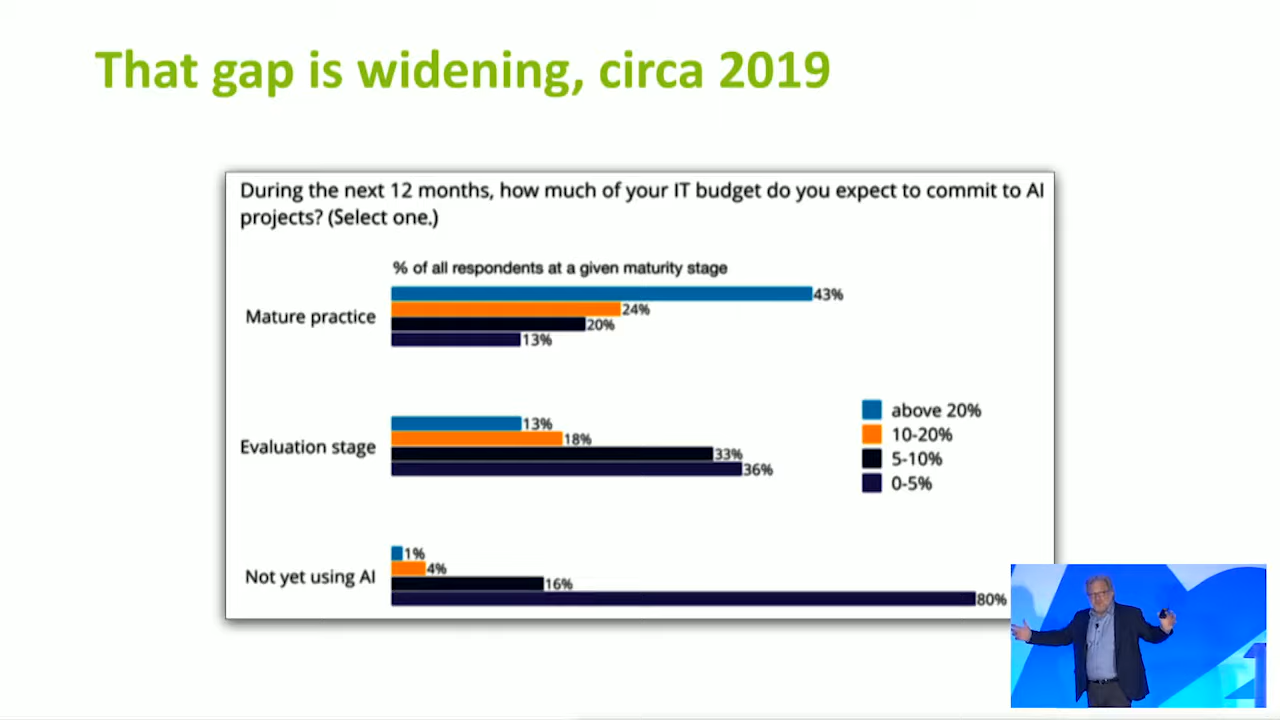 That gap is widening, circa 2019
During the next 12 months, how much of your IT budget do you expect to commit to AI
projects? (Select one.)
% of all respondents at a given maturity stage
Mature practice
43%
24%
20%
13%
Evaluation stage
13%
18%
33%
36%
above 20%
10-20%
5-10%
0-5%
Not yet using AI
1%
4%
16%
80%